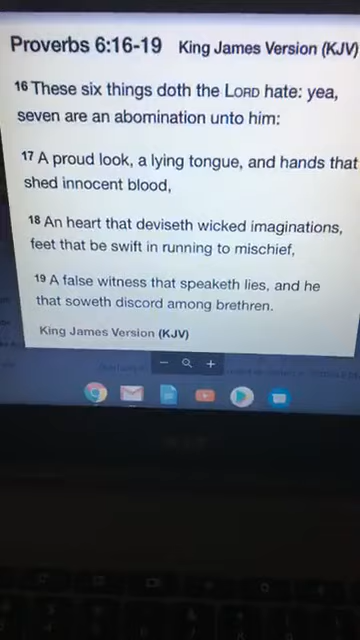 Proverbs 6:16-19 King James Version (KJV)
16 These six things doth the LORD hate: yea,
seven are an abomination unto him:
17 A proud look, a lying tongue, and hands that
shed innocent blood,
18 An heart that deviseth wicked imaginations,
feet that be swift in running to mischief,
19 A false witness that speaketh lies, and he
that soweth discord among brethren.
King James Version (KJV)